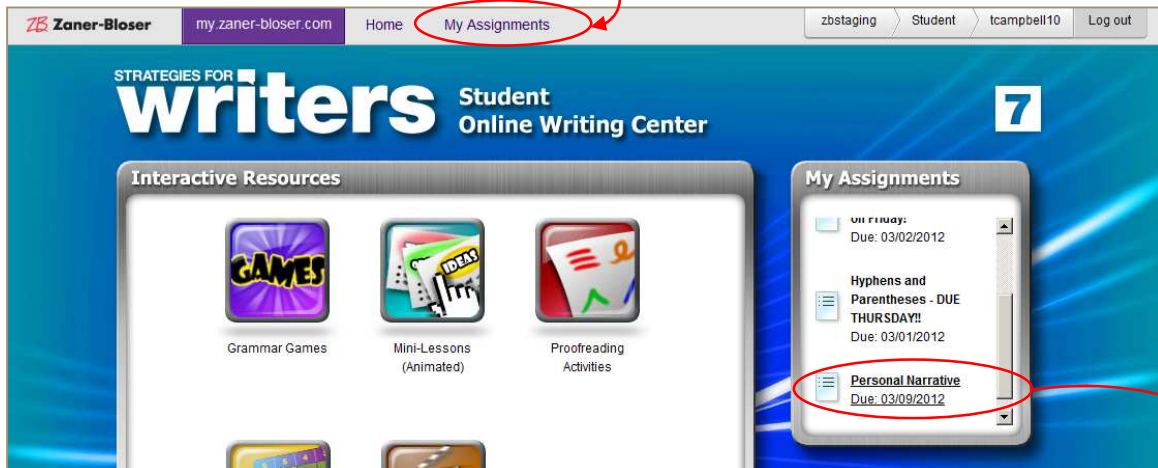 ZB Zaner-Bloser my.zaner-bloser.com Home My Assignments zbstaging Student tcampbell10 Log out
STRATEGIES FOR
writers
Student
Online Writing Center
7
Interactive Resources
GAMES
IDEAS
Grammar Games
Mini-Lessons
(Animated)
Proofreading
Activities
My Assignments
on Friday!
Due: 03/02/2012
Hyphens and
Parentheses - DUE
THURSDAY!!
Due: 03/01/2012
Personal Narrative
Due: 03/09/2012